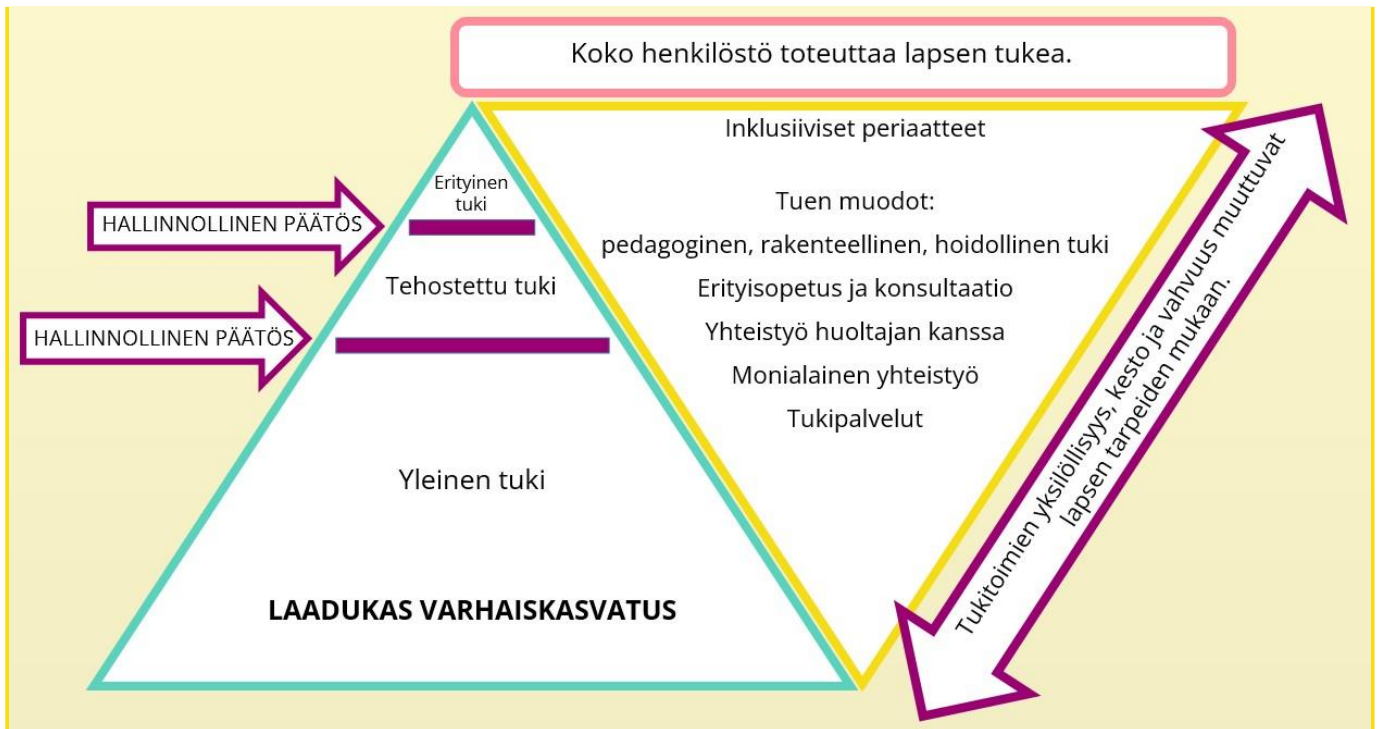 Koko henkilöstö toteuttaa lapsen tukea.
HALLINNOLLINEN PÄÄTÖS
HALLINNOLLINEN PÄÄTÖS
Erityinen
tuki
Tehostettu tuki
Yleinen tuki
LAADUKAS VARHAISKASVATUS
Inklusiiviset periaatteet
Tuen muodot:
pedagoginen, rakenteellinen, hoidollinen tuki
Erityisopetus ja konsultaatio
Yhteistyö huoltajan kanssa
Monialainen yhteistyö
Tukipalvelut
Tukitoimien yksilöllisyys, kesto ja vahvuus muuttuvat
lapsen tarpeiden mukaan.